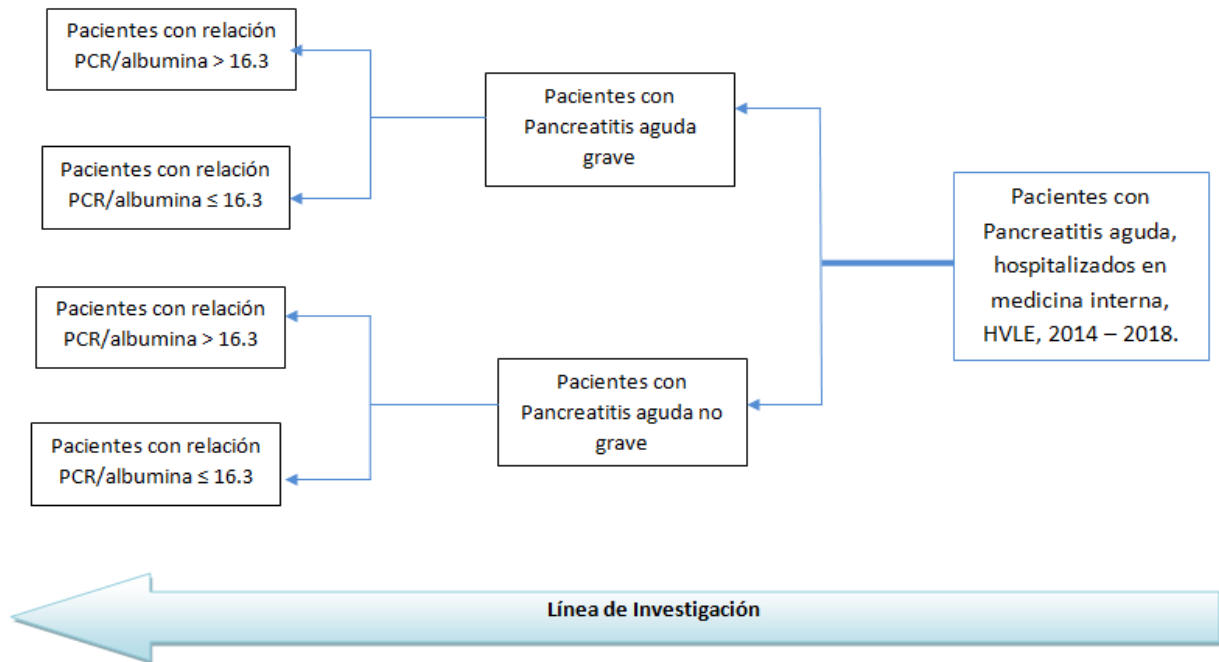 Pacientes con relación
PCR/albumina > 16.3
Pacientes con relación
PCR/albumina ≤ 16.3
Pacientes con
Pancreatitis aguda
grave
Pacientes con
Pancreatitis aguda,
hospitalizados en
medicina interna,
HVLE, 2014 – 2018.
Pacientes con relación
PCR/albumina > 16.3
Pacientes con relación
PCR/albumina ≤ 16.3
Pacientes con
Pancreatitis aguda no
grave
Línea de Investigación